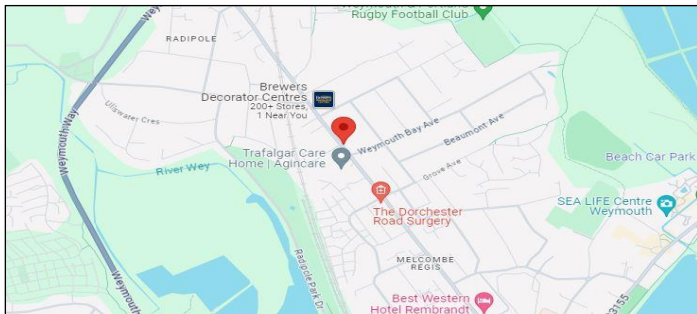 Rugby Football Club
RADIPOLE
Brewers
Decorator Centres
200+ Stores,
1 Near You
Ullswater Cres
Weymouth Way
Weymouth Bay Ave
Beaumont Ave
Trafalgar Care
Home | Agincare
Grove Ave
River Wey
Beach Car Park
The Dorchester
Road Surgery
SEA LIFE Centre
Weymouth
Radipole Park Dr
MELCOMBE
REGIS
Weymouth
Best Western
Hotel Rembrandt